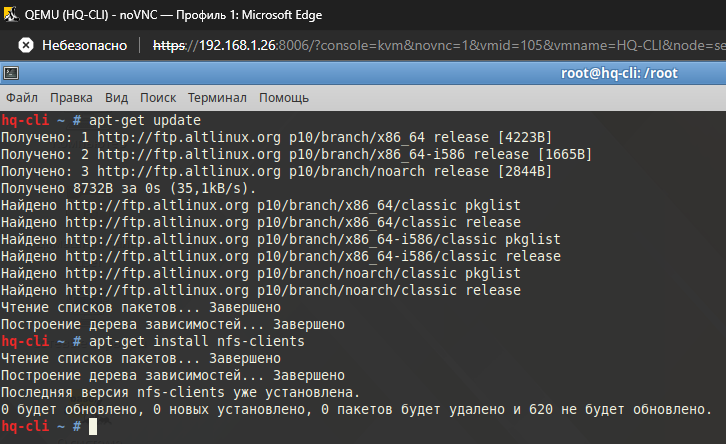 QEMU (HQ-CLI) - noVNC — Профиль 1: Microsoft Edge
Небезопасно https://192.168.1.26:8006/?console=kvm&novnc=1&vmid=105&vmname=HQ-CLI&node=se
root@hq-cli: /root
Файл Правка Вид Поиск Терминал Помощь
hq-cli ~ # apt-get update
Получено: 1 http://ftp.altlinux.org p10/branch/x86_64 release [4223B]
Получено: 2 http://ftp.altlinux.org p10/branch/x86_64-i586 release [1665B]
Получено: 3 http://ftp.altlinux.org p10/branch/noarch release [2844B]
Получено 8732B за 0s (35,1kB/s).
Найдено http://ftp.altlinux.org p10/branch/x86_64/classic pkglist
Найдено http://ftp.altlinux.org p10/branch/x86_64/classic release
Найдено http://ftp.altlinux.org p10/branch/x86_64-i586/classic pkglist
Найдено http://ftp.altlinux.org p10/branch/x86_64-i586/classic release
Найдено http://ftp.altlinux.org p10/branch/noarch/classic pkglist
Найдено http://ftp.altlinux.org p10/branch/noarch/classic release
Чтение списков пакетов... Завершено
Построение дерева зависимостей... Завершено
hq-cli ~ # apt-get install nfs-clients
Чтение списков пакетов... Завершено
Построение дерева зависимостей... Завершено
Последняя версия nfs-clients уже установлена.
0 будет обновлено, 0 новых установлено, 0 пакетов будет удалено и 620 не будет обновлено.
hq-cli ~ #